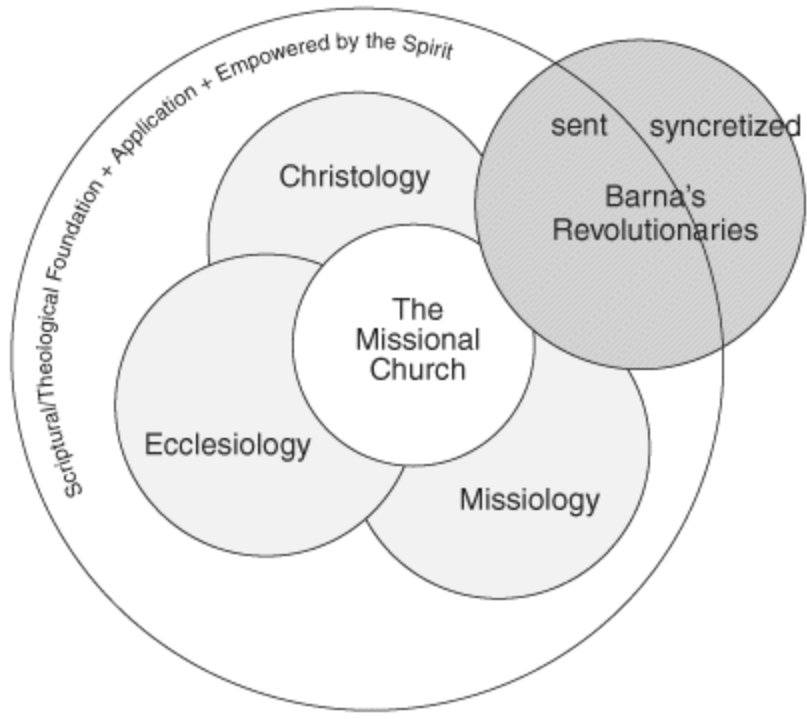 Scriptural/Theological Foundation + Application + Empowered by the Spirit
sent syncretized
Christology
Barna's
Revolutionaries
The
Missional
Church
Ecclesiology
Missiology